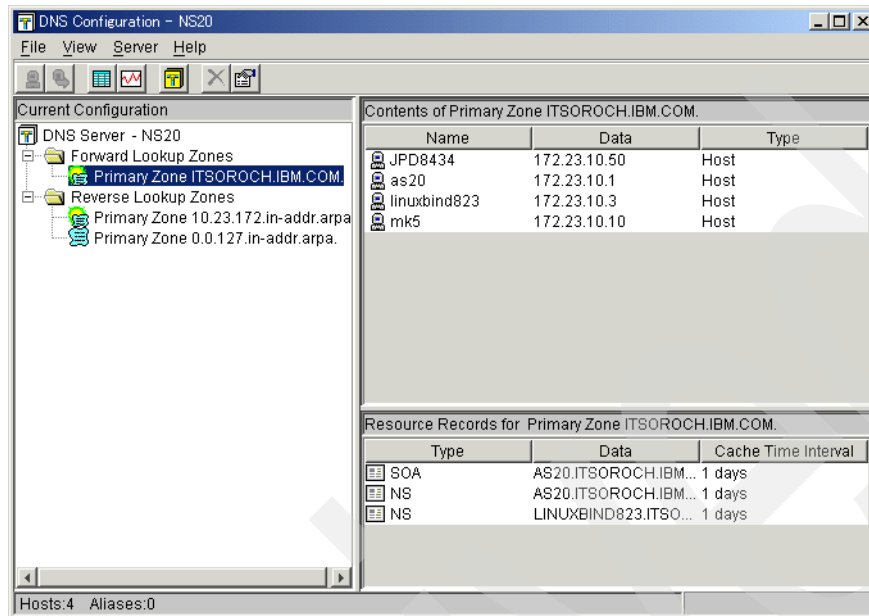 DNS Configuration - NS20
File View Server Help
Current Configuration
DNS Server - NS20
Forward Lookup Zones
Primary Zone ITSOROCH.IBM.COM.
Reverse Lookup Zones
Primary Zone 10.23.172.in-addr.arpa
Primary Zone 0.0.127.in-addr.arpa.
Contents of Primary Zone ITSOROCH.IBM.COM.
Name Data Type
JPD8434 172.23.10.50 Host
as20 172.23.10.1 Host
linuxbind823 172.23.10.3 Host
mk5 172.23.10.10 Host
Resource Records for Primary Zone ITSOROCH.IBM.COM.
Type Data Cache Time Interval
SOA AS20.ITSOROCH.IBM... 1 days
NS AS20.ITSOROCH.IBM... 1 days
NS LINUXBIND823.ITSO... 1 days
Hosts:4 Aliases:0